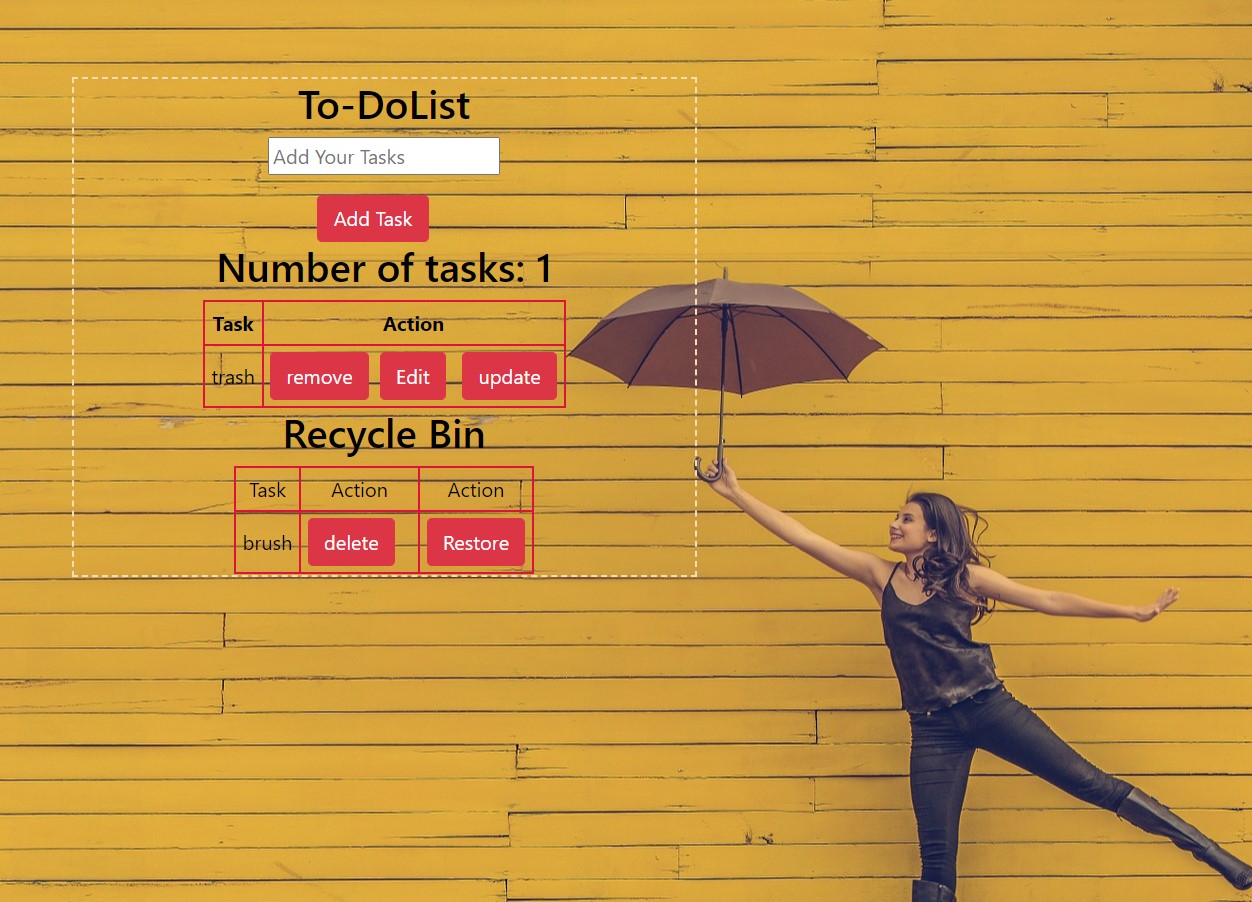 To-DoList
Add Your Tasks
Add Task
Number of tasks: 1
Task Action
trash remove Edit update
Recycle Bin
Task Action Action
brush delete Restore